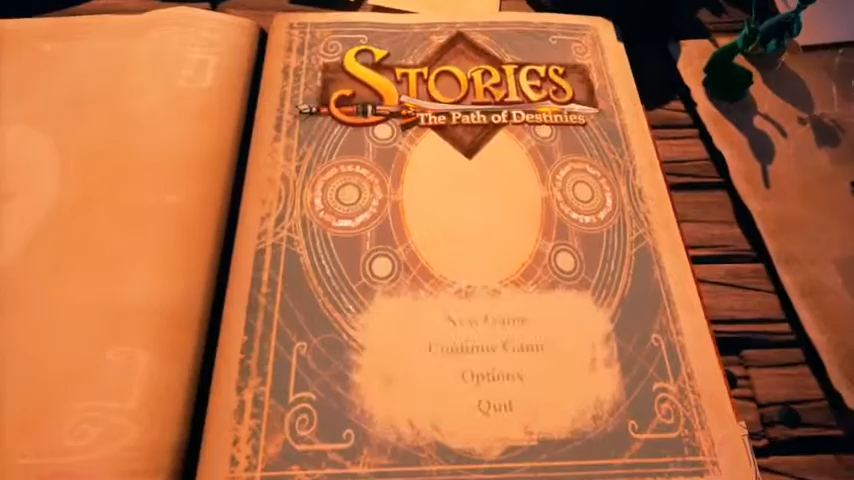 STORIES
The Path of Destinies
New Game
Continue Game
Options
Quit